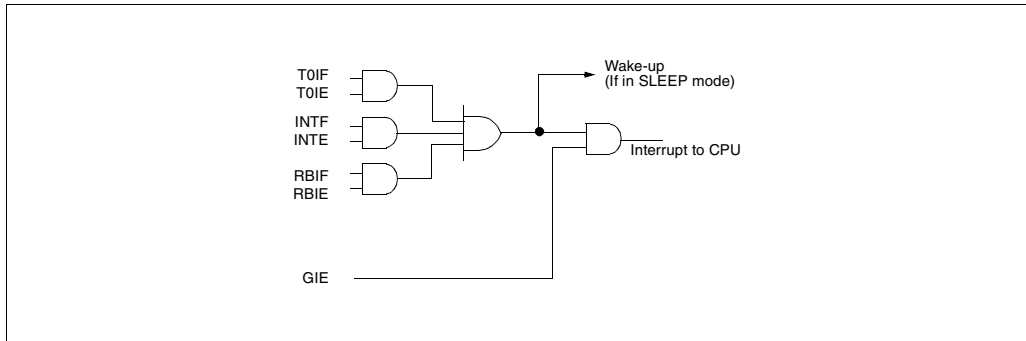 T0IF
T0IE
INTF
INTE
RBIF
RBIE
GIE
Wake-up
(If in SLEEP mode)
Interrupt to CPU